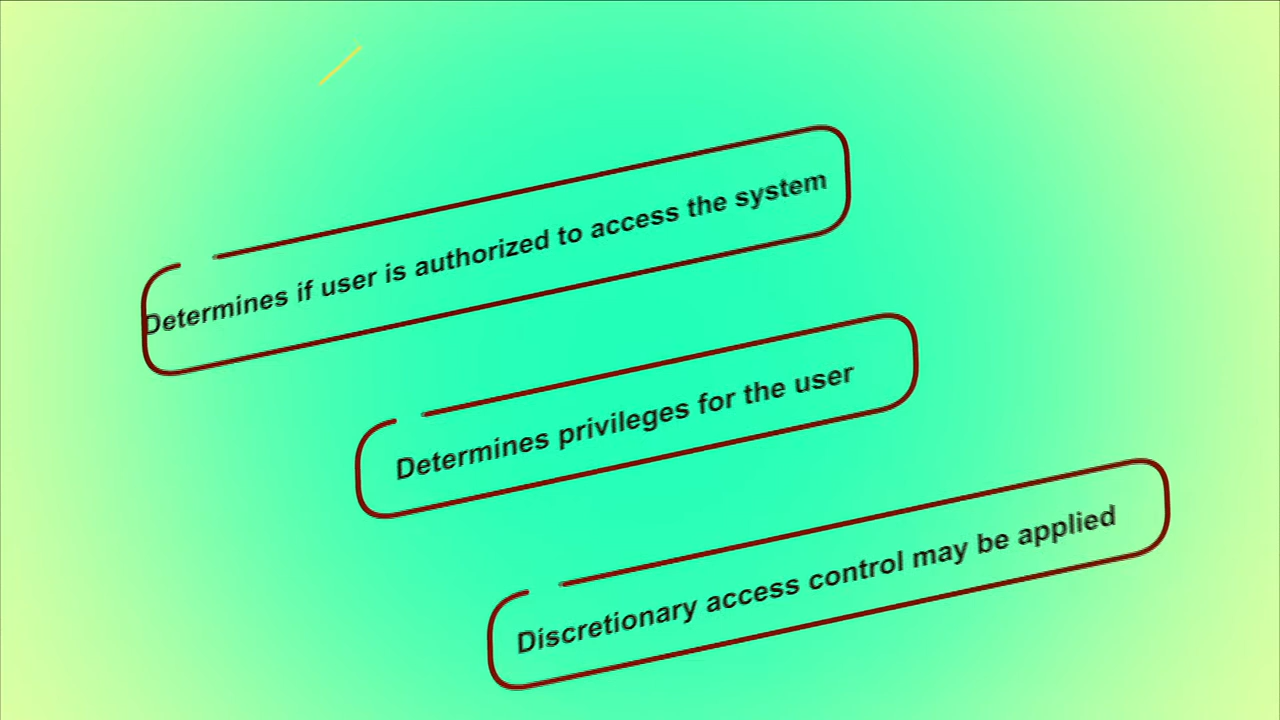 Determines if user is authorized to access the system
Determines privileges for the user
Discretionary access control may be applied